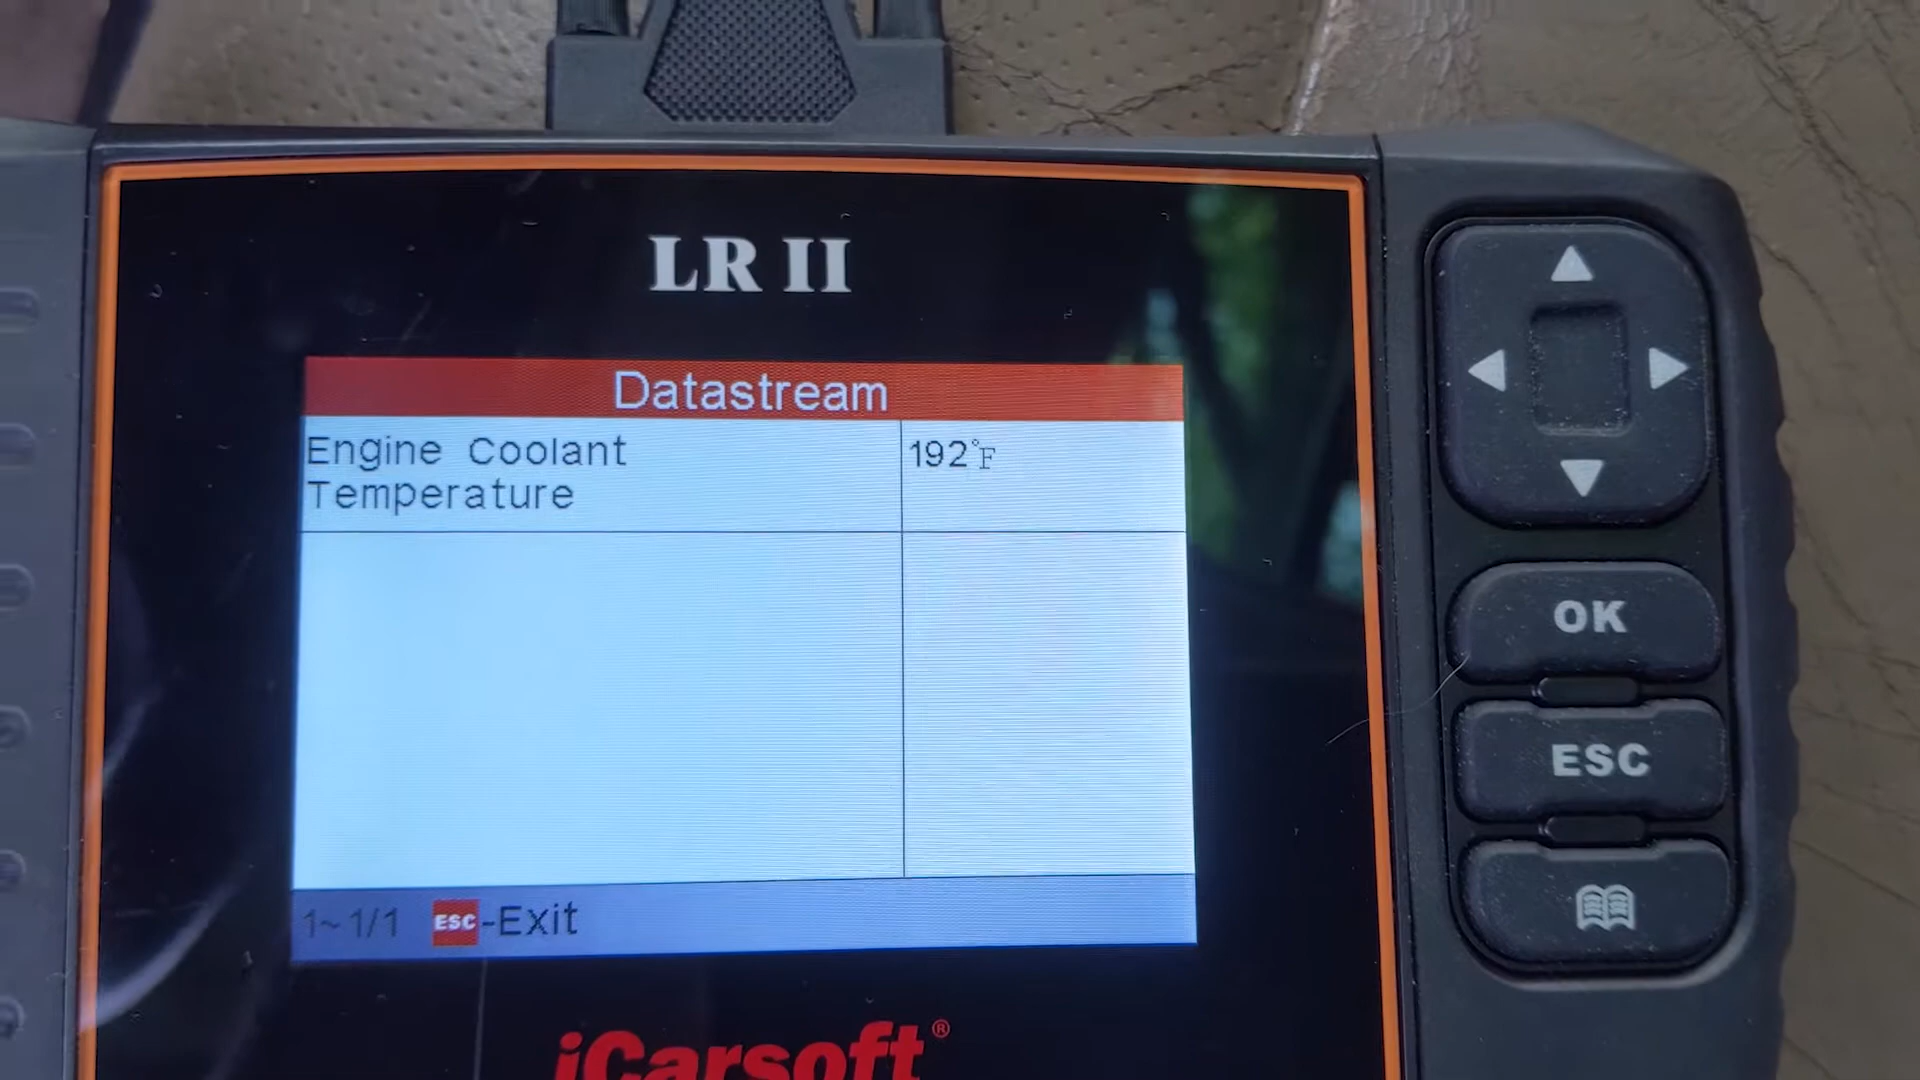 LR II
Datastream
Engine Coolant Temperature
192°F
1~1/1 ESC-Exit
iCarsoft®
OK
ESC